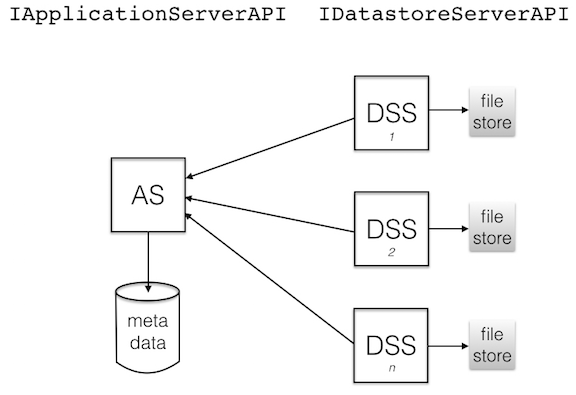 IApplicationServerAPI IDatastoreServerAPI
DSS
1
file
store
AS
DSS
2
file
store
meta
data
DSS
n
file
store